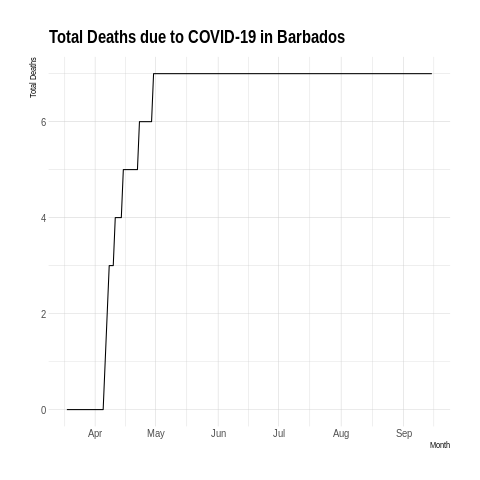 Total Deaths due to COVID-19 in Barbados
Total Deaths
6
4
2
0
Apr May Jun Jul Aug Sep
Month